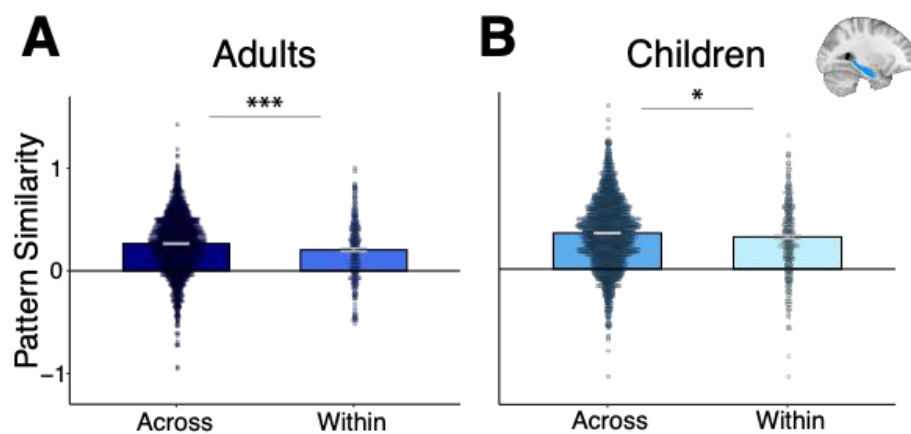 A
Adults
***
Pattern Similarity
1
0
−1
Across
Within
B
Children
*
Across
Within